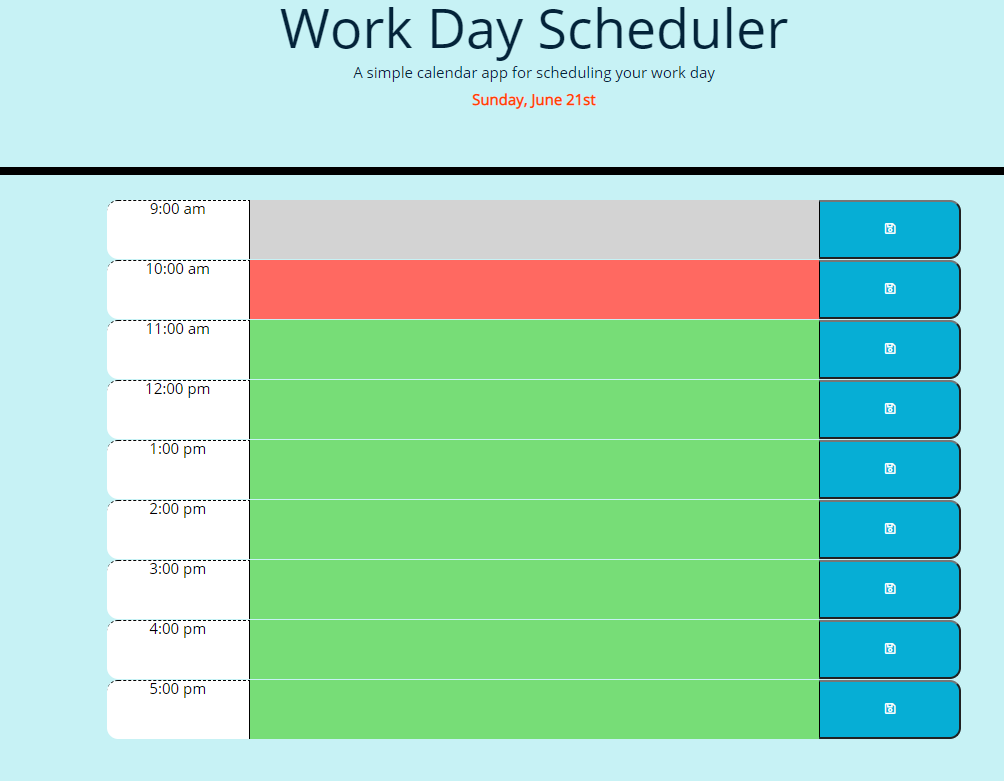 Work Day Scheduler
A simple calendar app for scheduling your work day
Sunday, June 21st
9:00 am
10:00 am
11:00 am
12:00 pm
1:00 pm
2:00 pm
3:00 pm
4:00 pm
5:00 pm